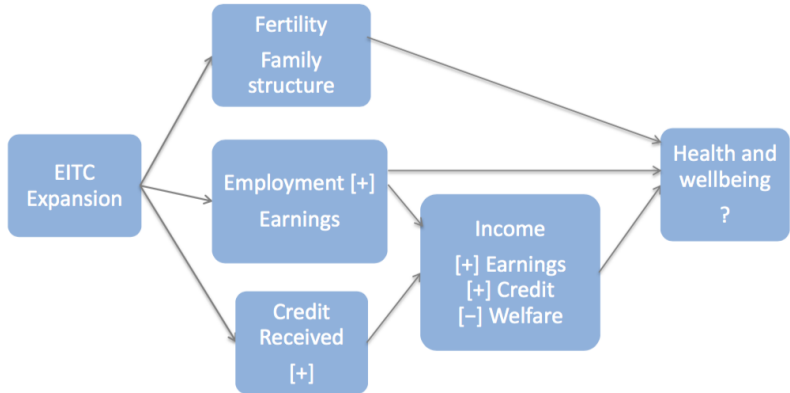 Fertility
Family
structure
EITC
Expansion
Employment [+]
Earnings
Credit
Received
[+]
Income
[+] Earnings
[+] Credit
[−] Welfare
Health and
wellbeing
?